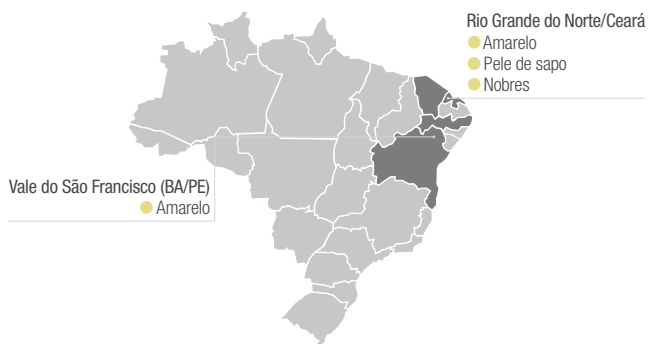 Rio Grande do Norte/Ceará
Amarelo
Pele de sapo
Nobres
Vale do São Francisco (BA/PE)
Amarelo